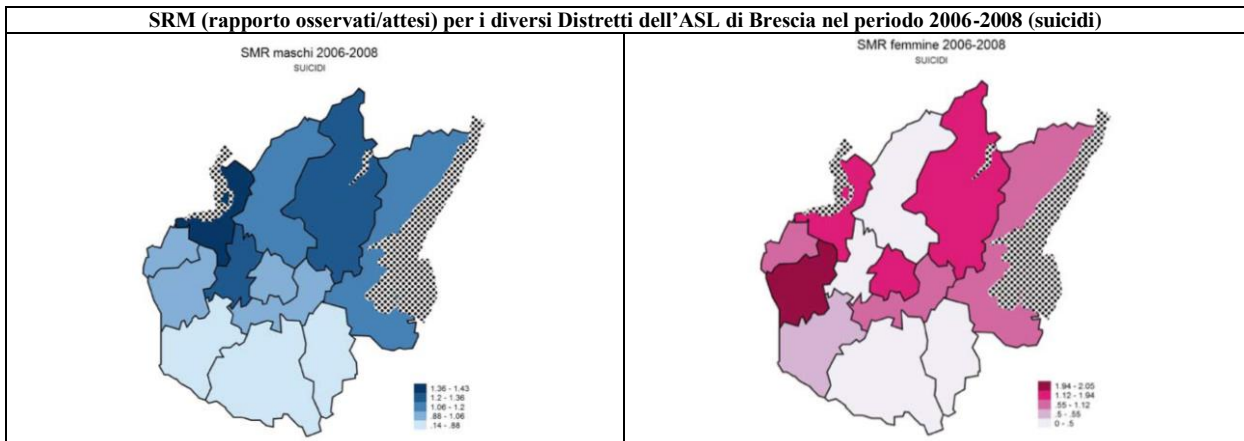 SRM (rapporto osservati/attesi) per i diversi Distretti dell'ASL di Brescia nel periodo 2006-2008 (suicidi)
SMR maschi 2006-2008
SUICIDI
1.36 - 1.43
1.2 - 1.36
1.06 - 1.2
.88 - 1.06
.14 - .88
SMR femmine 2006-2008
SUICIDI
1.94 - 2.05
1.12 - 1.94
.55 - 1.12
.5 - .55
0 - .5